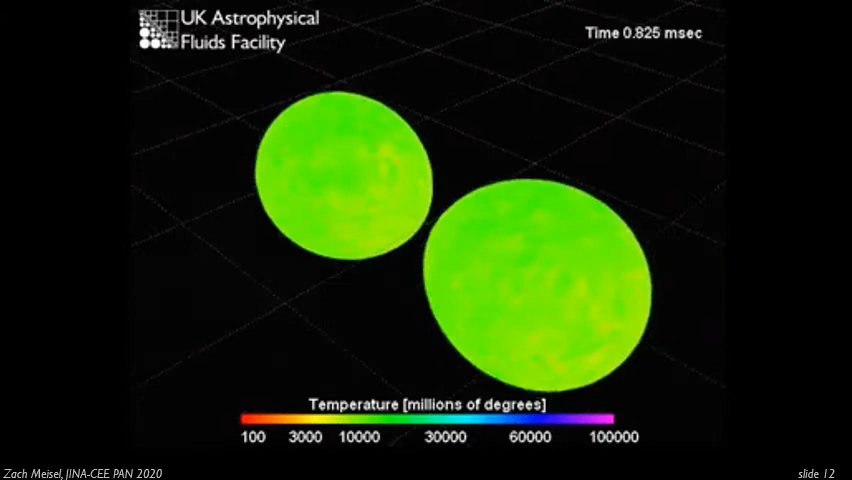 UK Astrophysical
Fluids Facility
Time 0.825 msec
Temperature [millions of degrees]
100 3000 10000 30000 60000 100000
Zach Meisel, JINA-CEE PAN 2020
slide 12